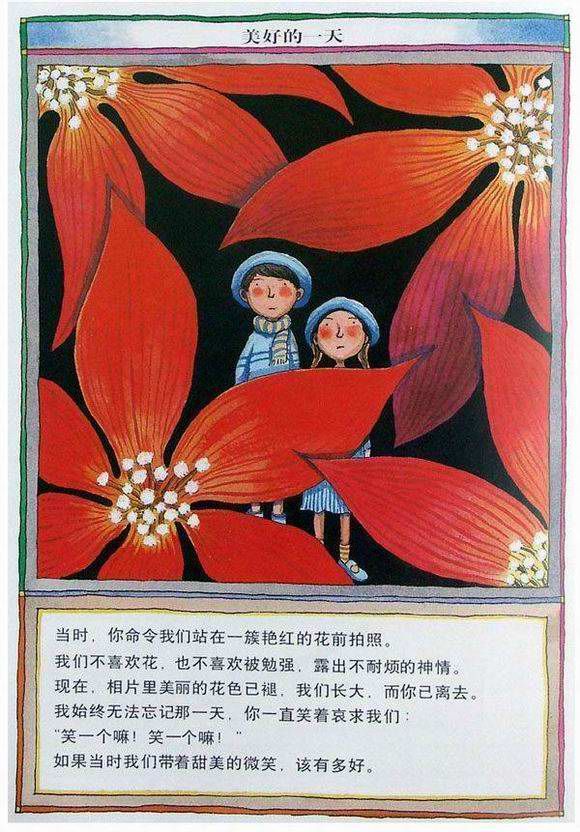 美好的一天
当时，你命令我们站在一簇艳红的花前拍照。
我们不喜欢花，也不喜欢被勉强，露出不耐烦的神情。
现在，相片里美丽的花色已褪，我们长大，而你已离去。
我始终无法忘记那一天，你一直笑着哀求我们：
“笑一个嘛！笑一个嘛！”
如果当时我们带着甜美的微笑，该有多好。